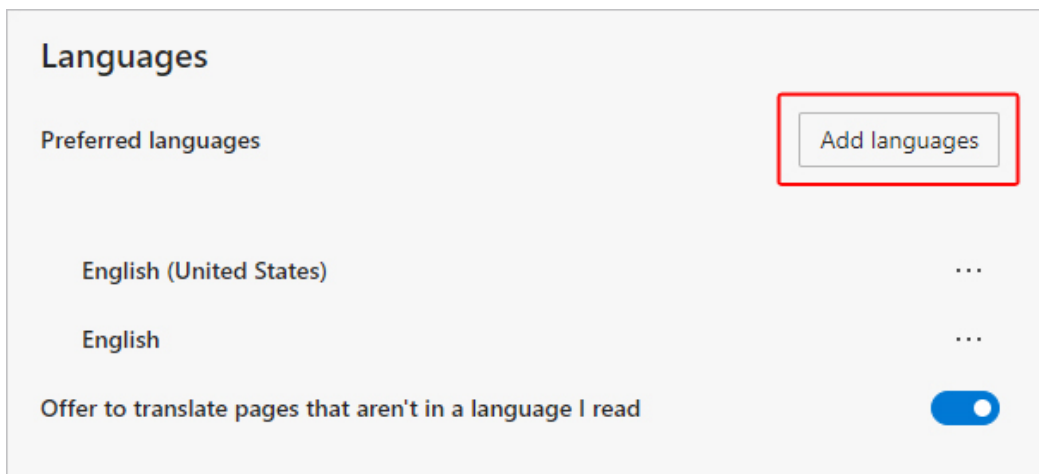 Languages
Preferred languages
Add languages
English (United States)
...
English
...
Offer to translate pages that aren't in a language I read